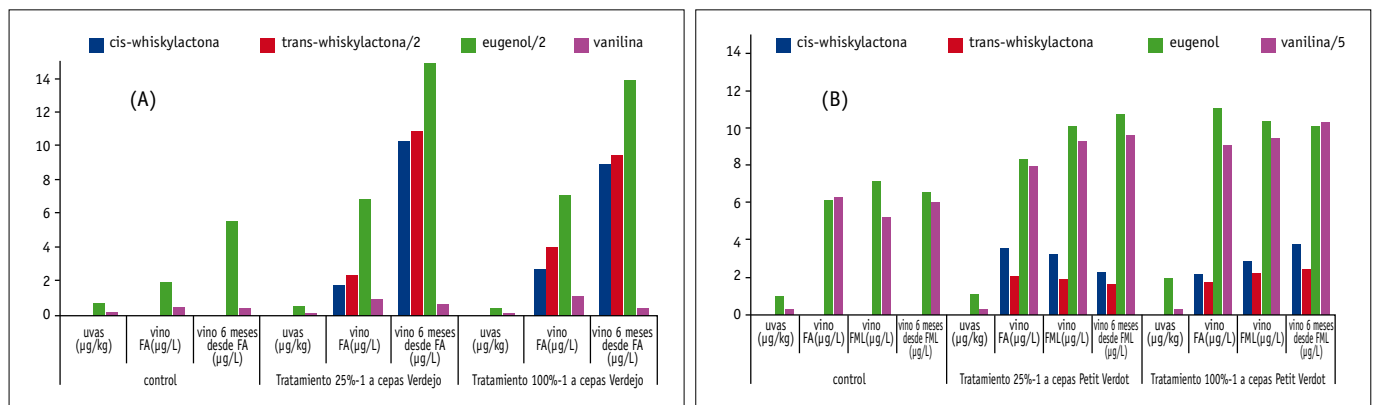 cis-whiskylactona trans-whiskylactona/2 eugenol/2 vanilina
(A)
14
12
10
8
6
4
2
0
uvas (µg/kg)
vino FA(µg/L)
vino 6 meses desde FA (µg/L)
uvas (µg/kg)
vino FA(µg/L)
vino 6 meses desde FA (µg/L)
uvas (µg/kg)
vino FA(µg/L)
vino 6 meses desde FA (µg/L)
control
Tratamiento 25%-1 a cepas Verdejo
Tratamiento 100%-1 a cepas Verdejo
cis-whiskylactona trans-whiskylactona eugenol vanilina/5
(B)
14
12
10
8
6
4
2
0
uvas (µg/kg)
vino FA(µg/L)
vino FML(µg/L)
vino 6 meses desde FML (µg/L)
uvas (µg/kg)
vino FA(µg/L)
vino FML(µg/L)
vino 6 meses desde FML (µg/L)
uvas (µg/kg)
vino FA(µg/L)
vino FML(µg/L)
vino 6 meses desde FML (µg/L)
control
Tratamiento 25%-1 a cepas Petit Verdot
Tratamiento 100%-1 a cepas Petit Verdot